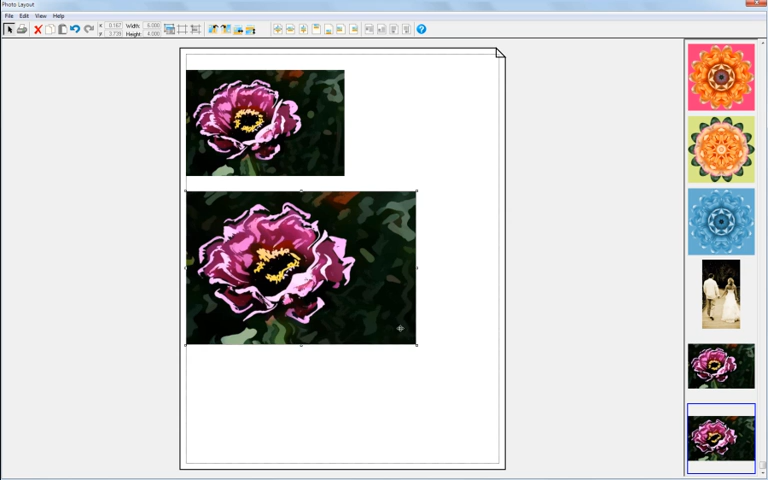 Photo Layout
File Edit View Help
X: 0.167 Width: 6.000
Y: 3.739 Height: 4.000